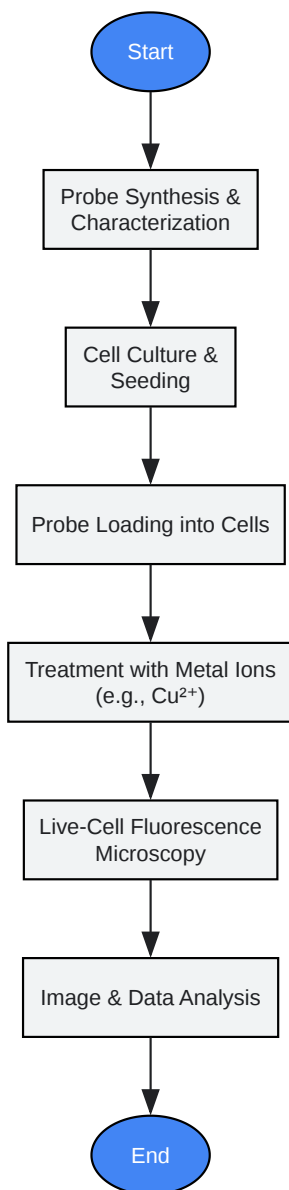 Start
Probe Synthesis &
Characterization
Cell Culture &
Seeding
Probe Loading into Cells
Treatment with Metal Ions
(e.g., Cu²⁺)
Live-Cell Fluorescence
Microscopy
Image & Data Analysis
End